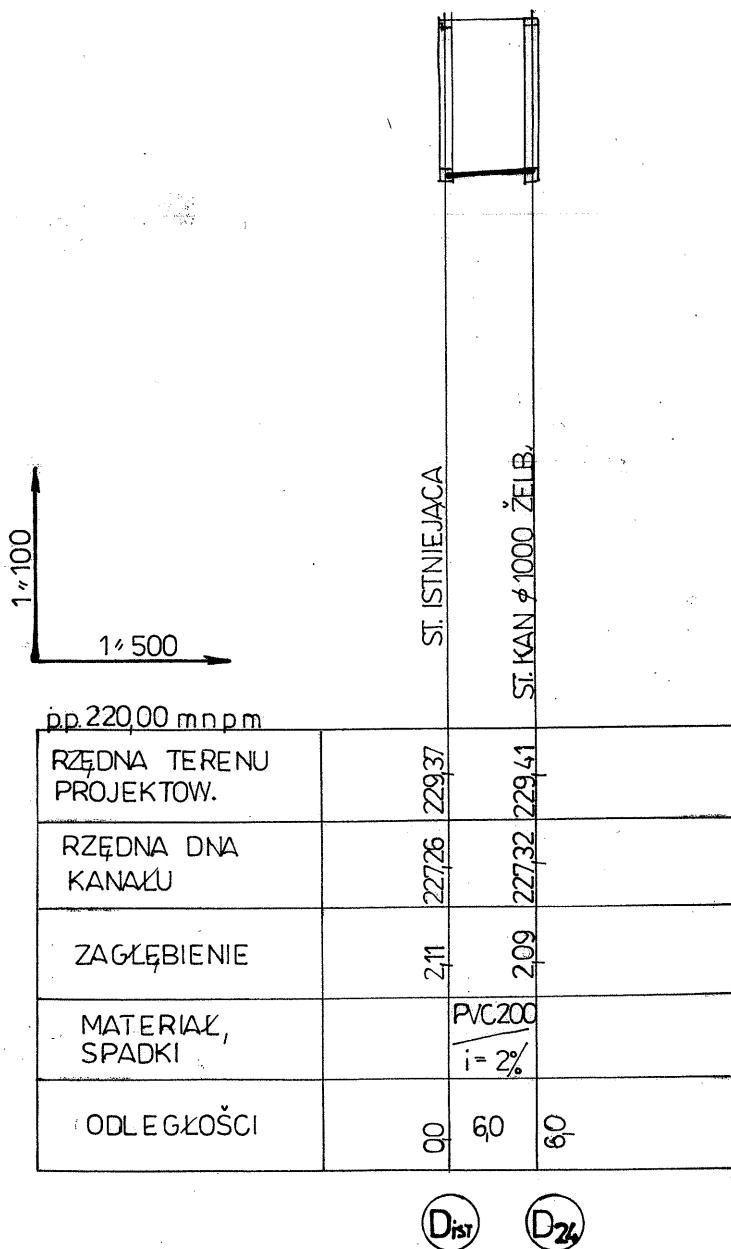 ST. ISTNIEJĄCA
ST. KAN ø1000 ŻELB.
1:100
1:500
p.p. 220,00 m n p m
RZĘDNA TERENU
PROJEKTOW.
229,37
229,41
RZĘDNA DNA
KANAŁU
227,26
227,32
ZAGŁĘBIENIE
2,11
2,09
MATERIAŁ,
SPADKI
PVC200
i = 2%
ODLEGŁOŚCI
0,0
6,0
6,0
DIST
D24